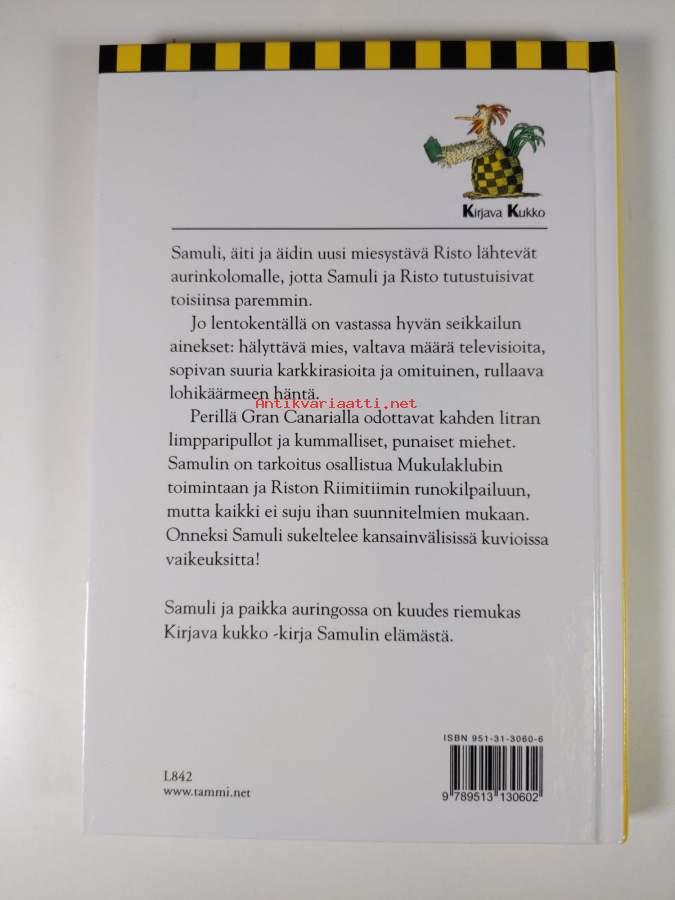 Kirjava Kukko
Samuli, äiti ja äidin uusi miesystävä Risto lähtevät
aurinkolomalle, jotta Samuli ja Risto tutustuisivat
toisiinsa paremmin.
Jo lentokentällä on vastassa hyvän seikkailun
ainekset: hälyttävä mies, valtava määrä televisioita,
sopivan suuria karkkirasioita ja omituinen, rullaava
lohikäärmeen häntä.
Antikvariaatti.net
Perillä Gran Canarialla odottavat kahden litran
limpparipullot ja kummalliset, punaiset miehet.
Samulin on tarkoitus osallistua Mukulaklubin
toimintaan ja Riston Riimitiimin runokilpailuun,
mutta kaikki ei suju ihan suunnitelmien mukaan.
Onneksi Samuli sukeltelee kansainvälisissä kuvioissa
vaikeuksitta!
Samuli ja paikka auringossa on kuudes riemukas
Kirjava kukko -kirja Samulin elämästä.
ISBN 951-31-3060-6
L842
www.tammi.net
9 789513 130602